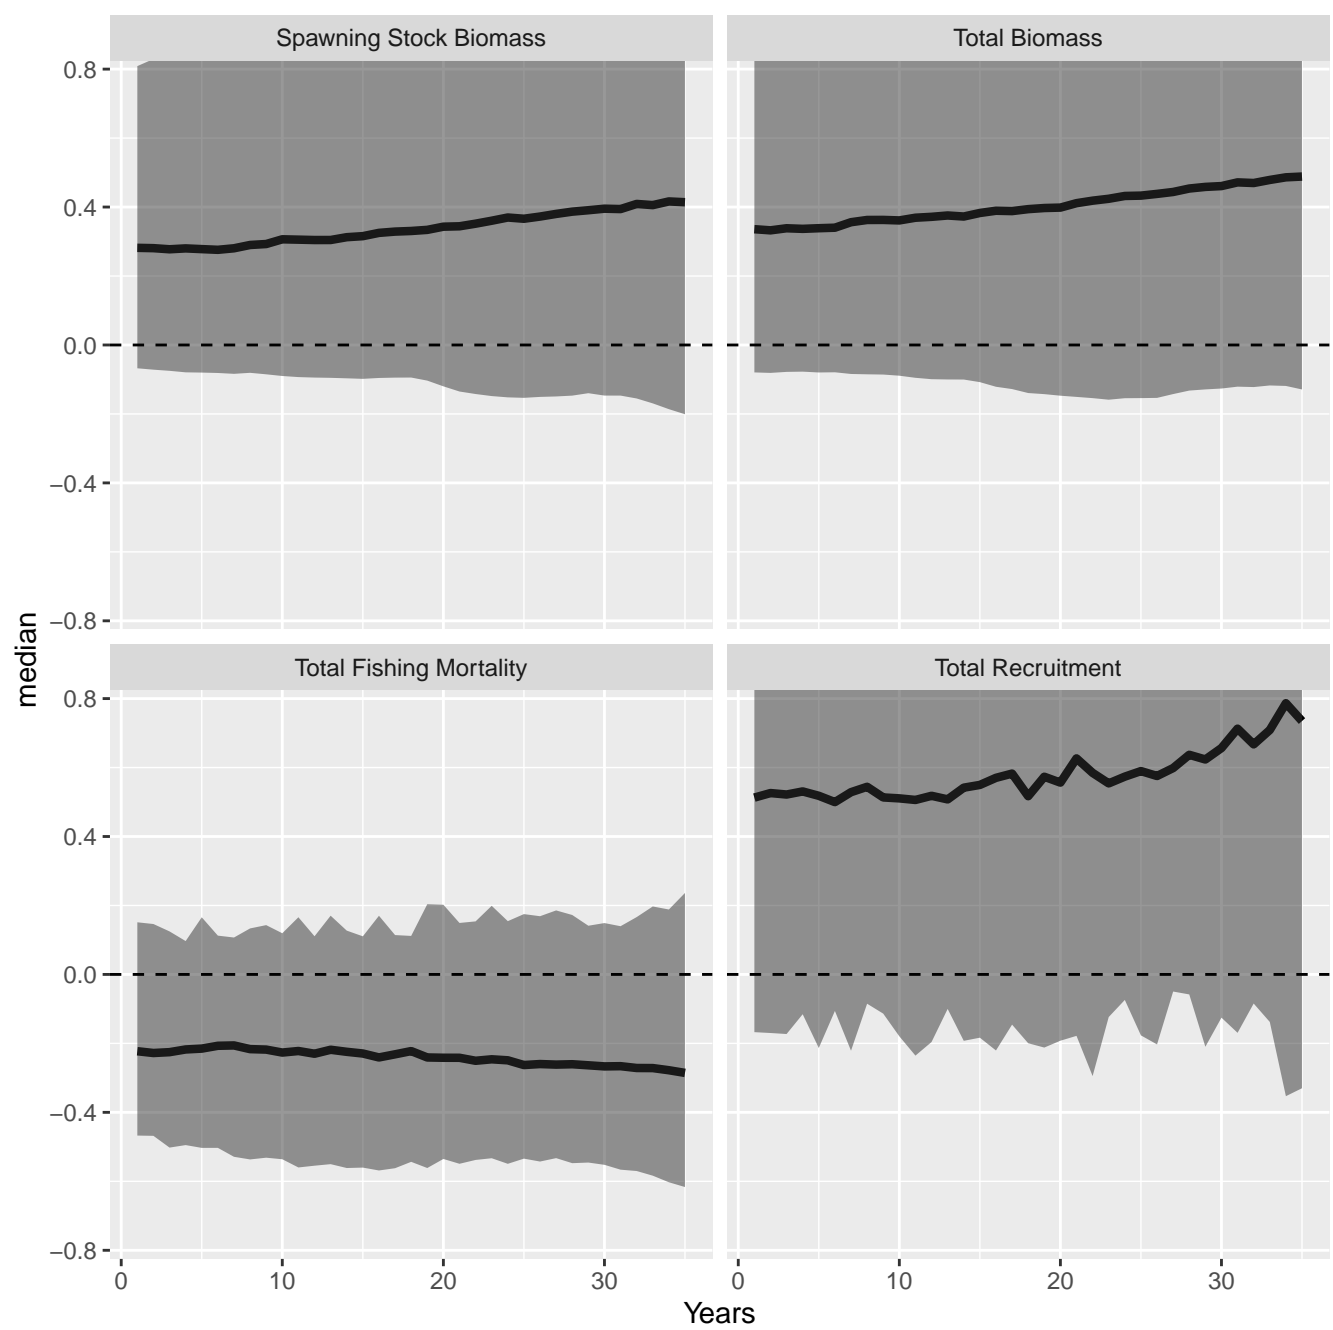 Spawning Stock Biomass
Total Biomass
0.8
0.4
0.0
−0.4
−0.8
median
Total Fishing Mortality
Total Recruitment
0.8
0.4
0.0
−0.4
−0.8
0 10 20 30
0 10 20 30
Years